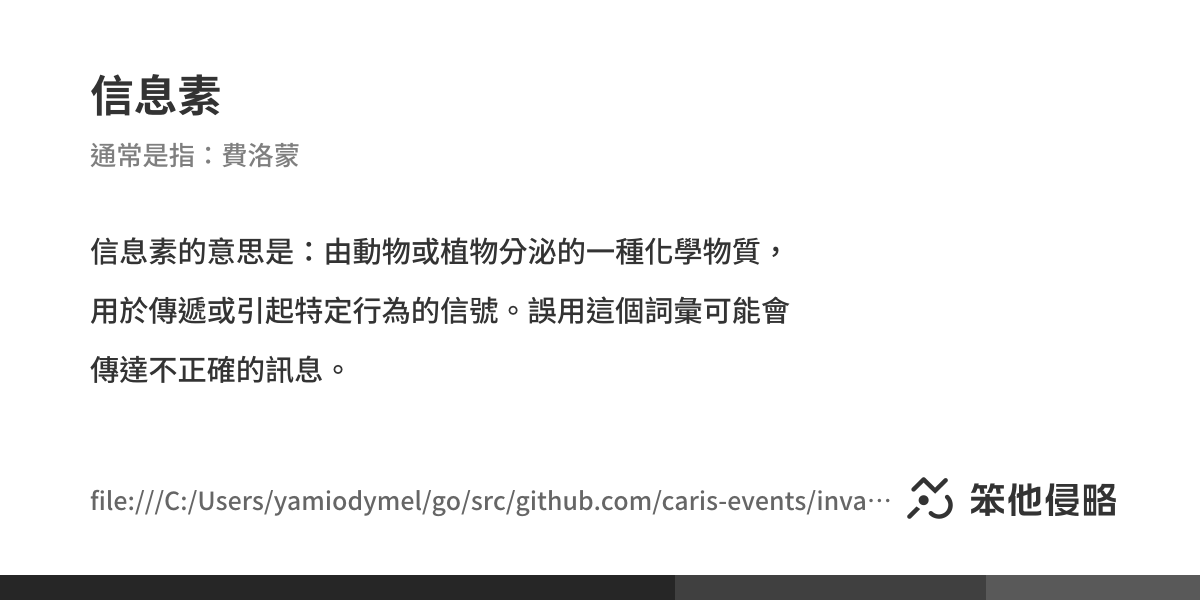 信息素
通常是指：費洛蒙
信息素的意思是：由動物或植物分泌的一種化學物質，
用於傳遞或引起特定行為的信號。誤用這個詞彙可能會
傳達不正確的訊息。
file:///C:/Users/yamiodymel/go/src/github.com/caris-events/inva…
笨他侵略